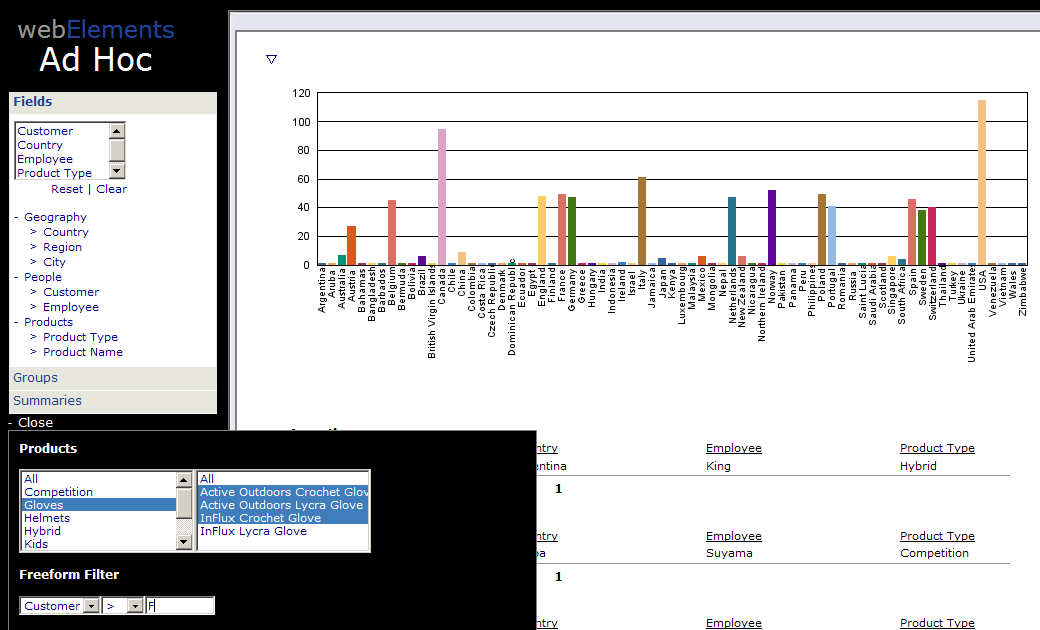 webElements
Ad Hoc
Fields
Customer
Country
Employee
Product Type
Reset | Clear
- Geography
> Country
> Region
> City
- People
> Customer
> Employee
- Products
> Product Type
> Product Name
Groups
Summaries
- Close
Products
All
Competition
Gloves
Helmets
Hybrid
Kids
All
Active Outdoors Crochet Glov
Active Outdoors Lycra Glove
InFlux Crochet Glove
InFlux Lycra Glove
Freeform Filter
Customer > F
120
100
80
60
40
20
0
Argentina
Aruba
Australia
Austria
Bahamas
Bangladesh
Barbados
Belgium
Bermuda
Bolivia
Brazil
British Virgin Islands
Canada
Chile
China
Colombia
Costa Rica
Czech Republic
Denmark
Dominican Republic
Ecuador
Egypt
England
Finland
France
Germany
Greece
Hungary
India
Indonesia
Ireland
Israel
Italy
Jamaica
Japan
Kenya
Luxembourg
Malaysia
Mexico
Mongolia
Nepal
Netherlands
New Zealand
Nicaragua
Northern Ireland
Norway
Pakistan
Panama
Peru
Philippines
Poland
Portugal
Romania
Russia
Saint Lucia
Saudi Arabia
Scotland
Singapore
South Africa
Spain
Sweden
Switzerland
Thailand
Turkey
Ukraine
United Arab Emirates
USA
Venezuela
Vietnam
Wales
Zimbabwe
ntry Employee Product Type
entina King Hybrid
1
ntry Employee Product Type
ba Suyama Competition
1
ntry Employee Product Type